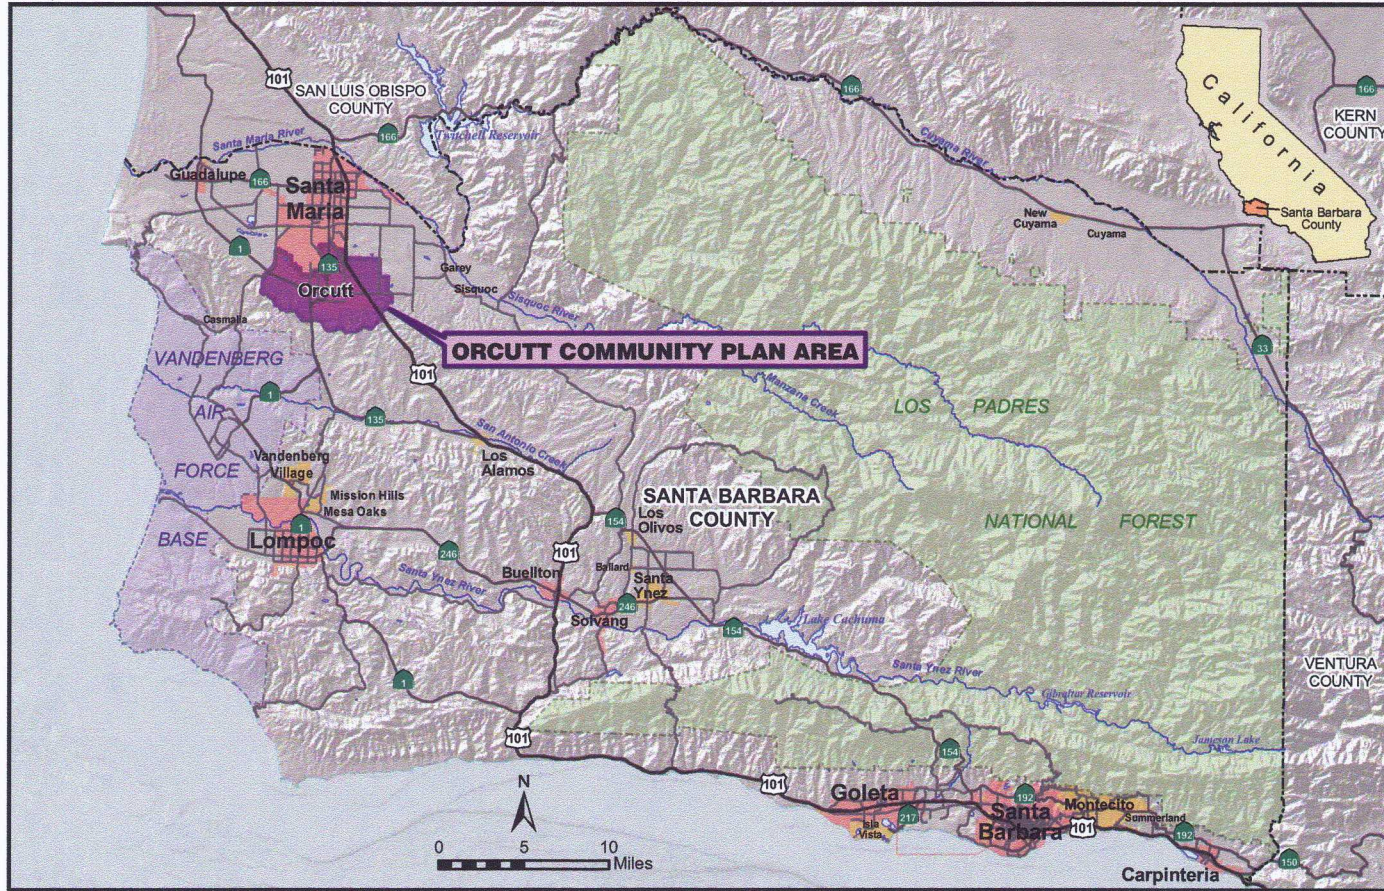 101
SAN LUIS OBISPO
COUNTY
166
Twitchell Reservoir
Santa Maria River
Guadalupe
166
Santa
Maria
1
135
Orcutt
Garey
Sisquoc
Sisquoc River
Casmalia
ORCUTT COMMUNITY PLAN AREA
166
Cuyama River
New
Cuyama
Cuyama
California
Santa Barbara
County
166
KERN
COUNTY
33
VANDENBERG
AIR
FORCE
BASE
1
135
101
San Antonio Creek
Los
Alamos
Manzana Creek
LOS PADRES
NATIONAL FOREST
Vandenberg
Village
Mission Hills
Mesa Oaks
1
Lompoc
246
Santa Ynez River
Buellton
101
154
Los
Olivos
Ballard
Santa
Ynez
246
Solvang
SANTA BARBARA
COUNTY
154
Lake Cachuma
Santa Ynez River
Gibraltar Reservoir
Jameson Lake
VENTURA
COUNTY
1
101
101
154
Goleta
Isla
Vista
217
192
Santa
Barbara
Montecito
101
Summerland
192
Carpinteria
150
N
0 5 10
Miles